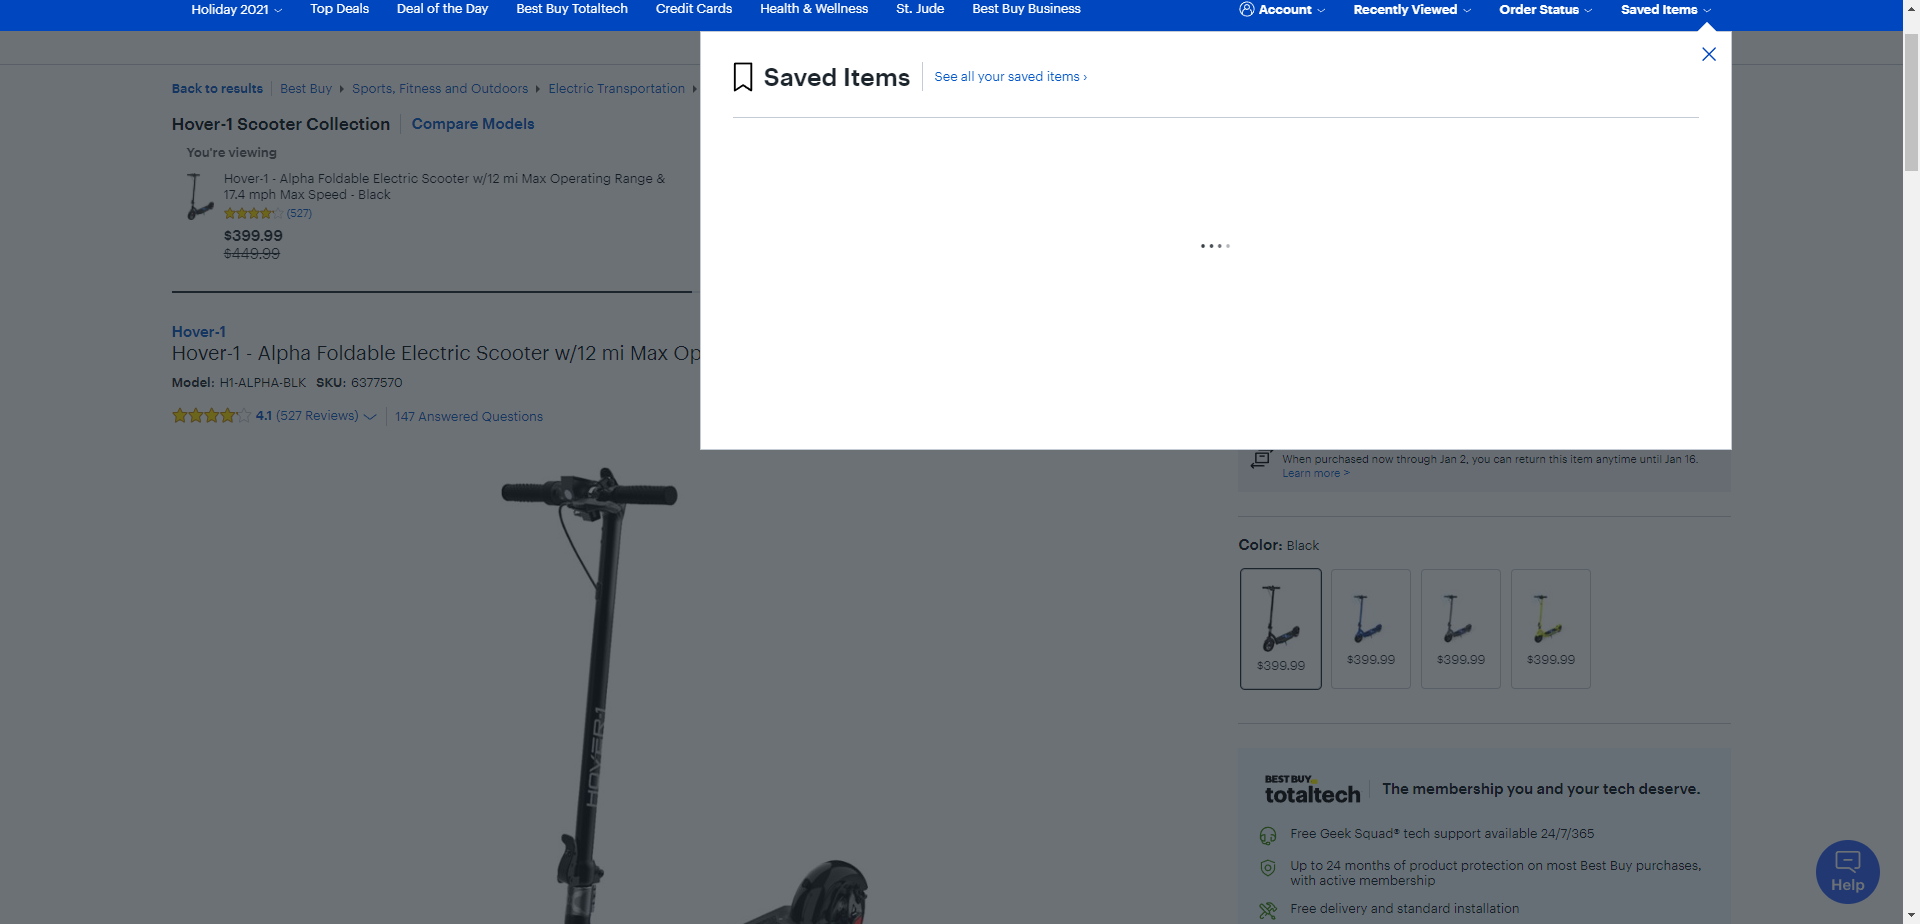 Holiday 2021
Top Deals
Deal of the Day
Best Buy Totaltech
Credit Cards
Health & Wellness
St. Jude
Best Buy Business
Account
Recently Viewed
Order Status
Saved Items
Saved Items
See all your saved items ›
Back to results
Best Buy
Sports, Fitness and Outdoors
Electric Transportation
Hover-1 Scooter Collection
Compare Models
You're viewing
Hover-1 - Alpha Foldable Electric Scooter w/12 mi Max Operating Range &
17.4 mph Max Speed - Black
(527)
$399.99
$449.99
Hover-1
Hover-1 - Alpha Foldable Electric Scooter w/12 mi Max Op
Model: H1-ALPHA-BLK SKU: 6377570
4.1 (527 Reviews)
147 Answered Questions
HOVER-1
When purchased now through Jan 2, you can return this item anytime until Jan 16.
Learn more >
Color: Black
$399.99
$399.99
$399.99
$399.99
BEST BUY
totaltech
The membership you and your tech deserve.
Free Geek Squad® tech support available 24/7/365
Up to 24 months of product protection on most Best Buy purchases,
with active membership
Free delivery and standard installation
Help